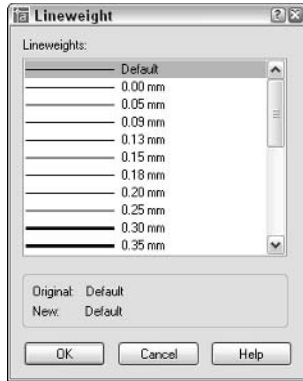 Lineweight
Lineweights:
Default
0.00 mm
0.05 mm
0.09 mm
0.13 mm
0.15 mm
0.18 mm
0.20 mm
0.25 mm
0.30 mm
0.35 mm
Original: Default
New: Default
OK Cancel Help